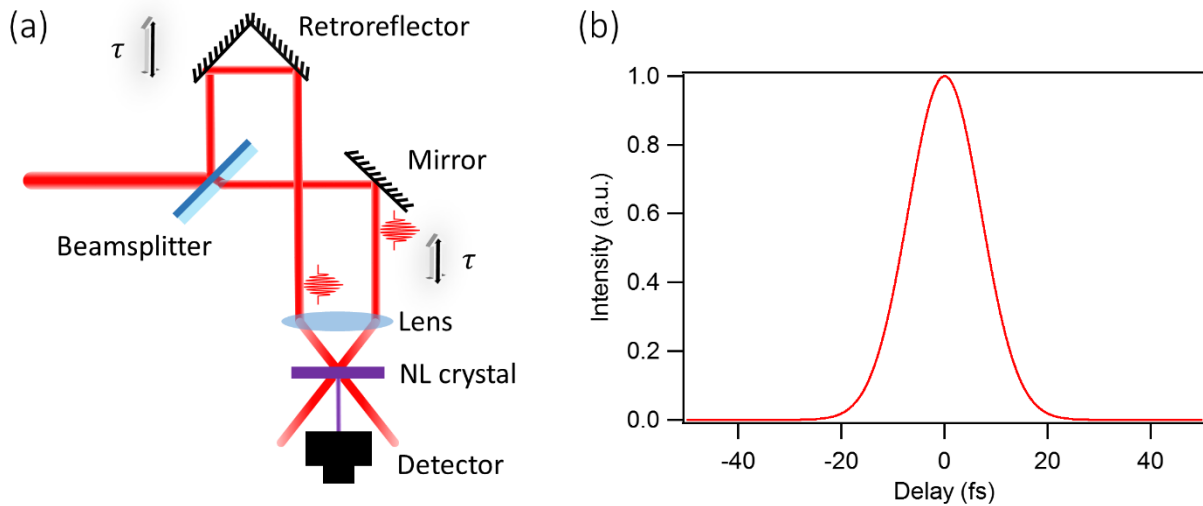 (a)
τ
Retroreflector
Mirror
Beamsplitter
τ
Lens
NL crystal
Detector
(b)
Intensity (a.u.)
1.0
0.8
0.6
0.4
0.2
0.0
-40
-20
0
20
40
Delay (fs)